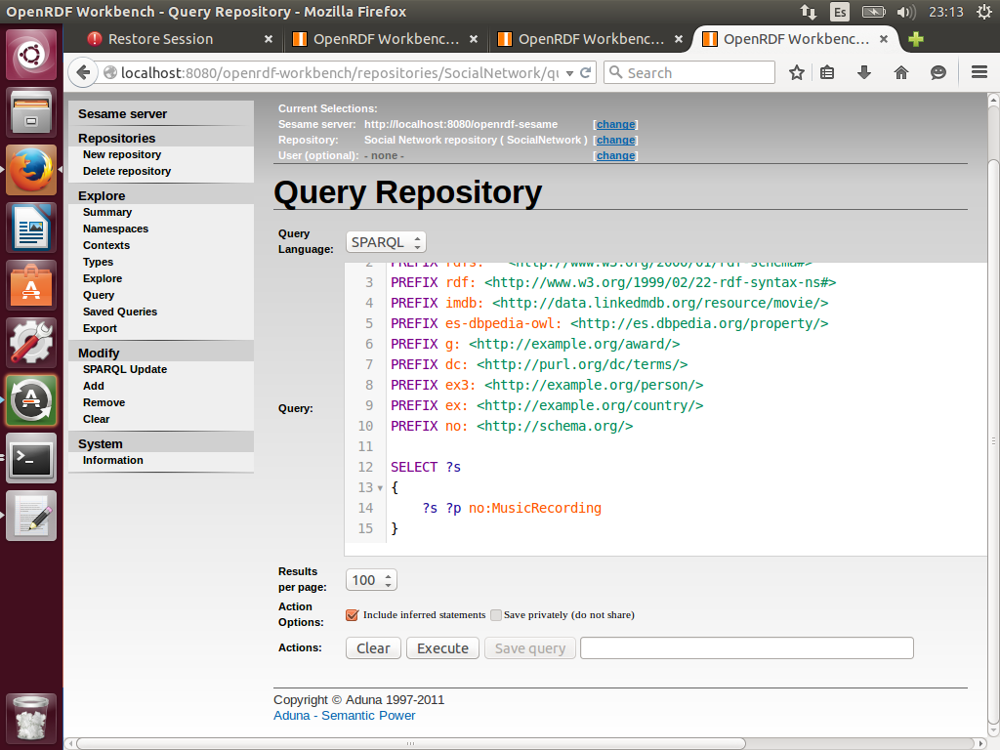 OpenRDF Workbench - Query Repository - Mozilla Firefox
Es
23:13
Restore Session
OpenRDF Workbenc...
OpenRDF Workbenc...
OpenRDF Workbenc...
localhost:8080/openrdf-workbench/repositories/SocialNetwork/qu
Search
Sesame server
Repositories
New repository
Delete repository
Explore
Summary
Namespaces
Contexts
Types
Explore
Query
Saved Queries
Export
Modify
SPARQL Update
Add
Remove
Clear
System
Information
Current Selections:
Sesame server: http://localhost:8080/openrdf-sesame [change]
Repository: Social Network repository ( SocialNetwork ) [change]
User (optional): - none - [change]
Query Repository
Query
Language:
SPARQL
Query:
2 PREFIX rdfs: <http://www.w3.org/2000/01/rdf-schema#>
3 PREFIX rdf: <http://www.w3.org/1999/02/22-rdf-syntax-ns#>
4 PREFIX imdb: <http://data.linkedmdb.org/resource/movie/>
5 PREFIX es-dbpedia-owl: <http://es.dbpedia.org/property/>
6 PREFIX g: <http://example.org/award/>
7 PREFIX dc: <http://purl.org/dc/terms/>
8 PREFIX ex3: <http://example.org/person/>
9 PREFIX ex: <http://example.org/country/>
10 PREFIX no: <http://schema.org/>
11
12 SELECT ?s
13 {
14 ?s ?p no:MusicRecording
15 }
Results
per page:
100
Action
Options:
Include inferred statements Save privately (do not share)
Actions:
Clear Execute Save query
Copyright © Aduna 1997-2011
Aduna - Semantic Power